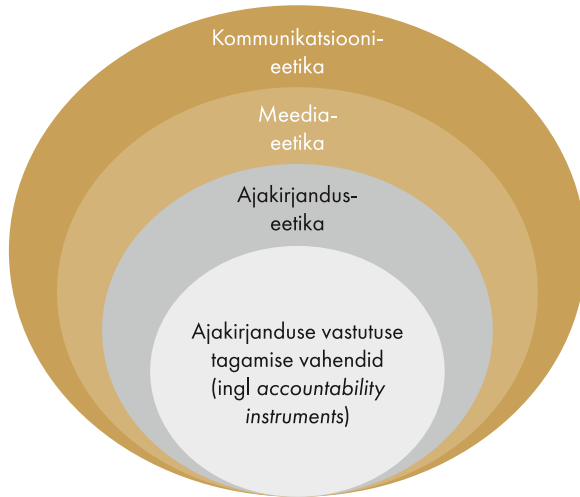 Kommunikatsiooni-
eetika
Meedia-
eetika
Ajakirjandus-
eetika
Ajakirjanduse vastutuse
tagamise vahendid
(ingl accountability
instruments)